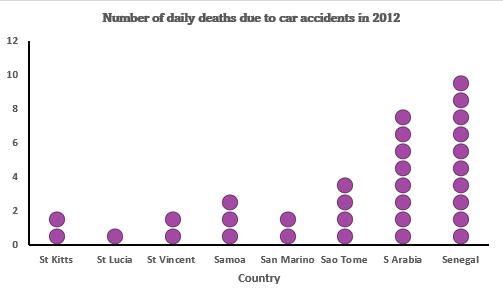 Number of daily deaths due to car accidents in 2012
12
10
8
6
4
2
0
St Kitts St Lucia St Vincent Samoa San Marino Sao Tome S Arabia Senegal
Country